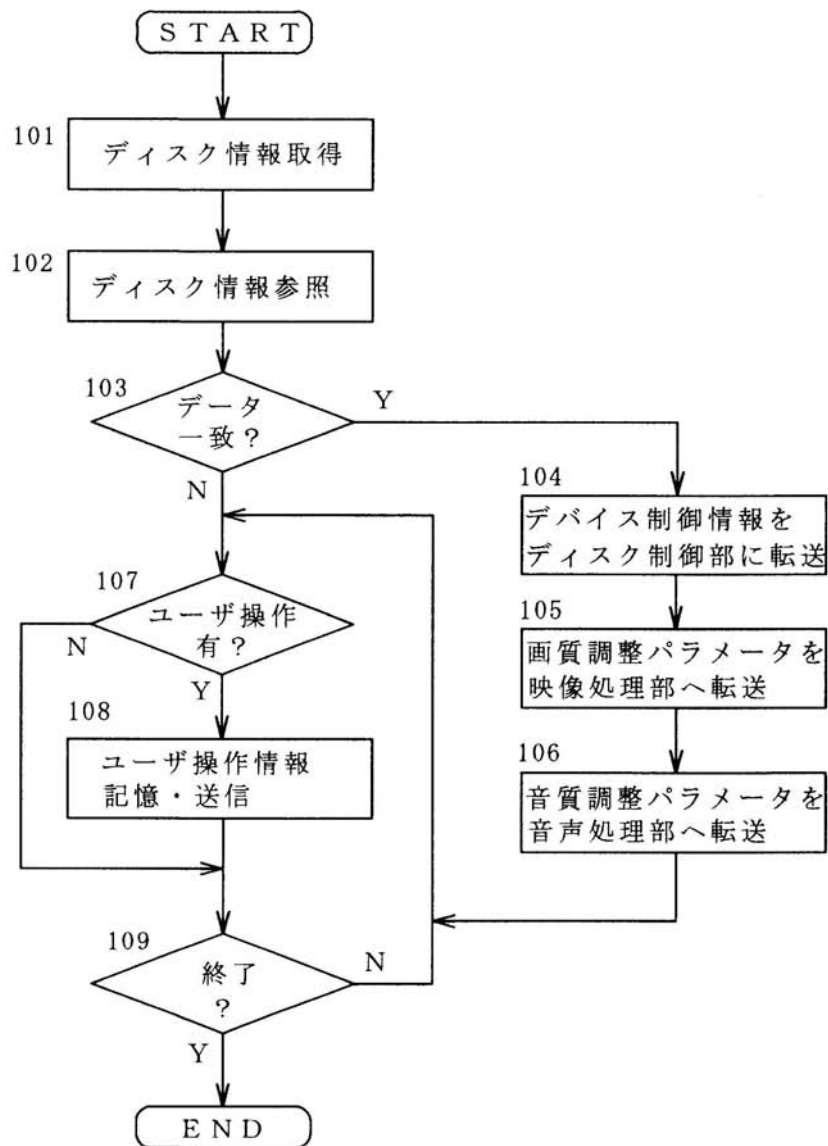 START
101
ディスク情報取得
102
ディスク情報参照
103
データ
一致?
Y
N
104
デバイス制御情報を
ディスク制御部に転送
105
画質調整パラメータを
映像処理部へ転送
106
音質調整パラメータを
音声処理部へ転送
107
ユーザ操作
有?
N
Y
108
ユーザ操作情報
記憶・送信
109
終了
?
N
Y
END